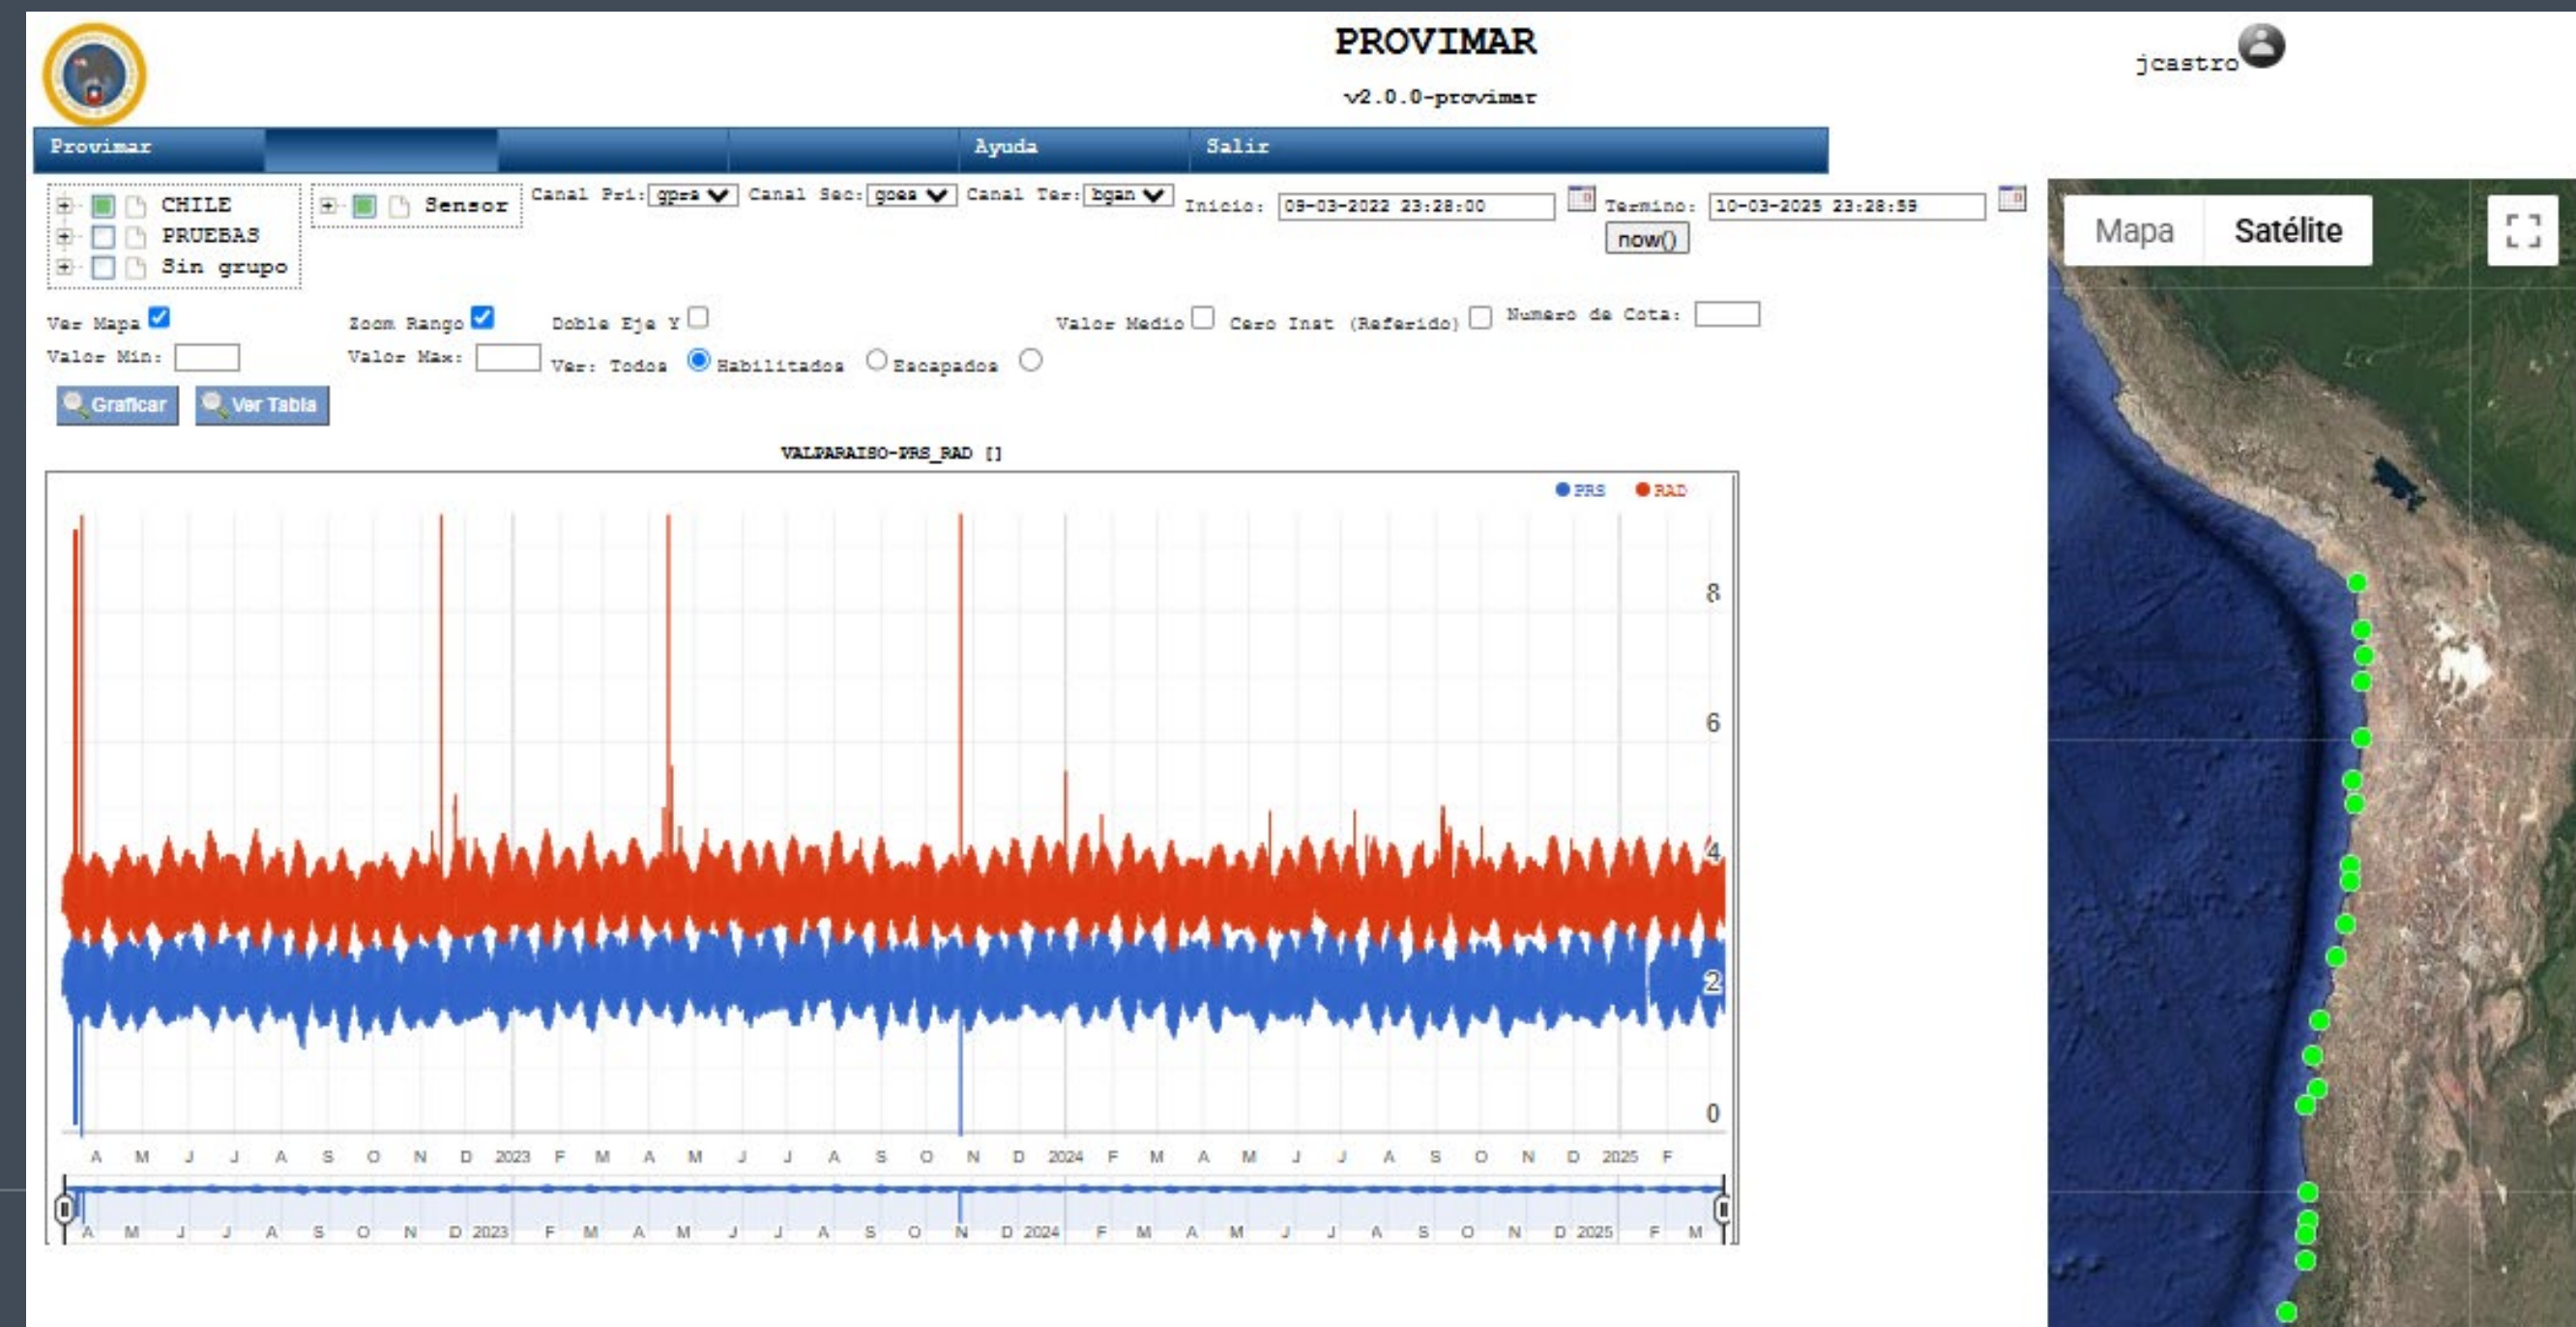 PROVIMAR
v2.0.0-provimar
jcastro
Provimar Ayuda Salir
CHILE
PRUEBAS
Sin grupo
Sensor
Canal Pri: gprs Canal Sec: goes Canal Ter: bgan
Inicio: 09-03-2022 23:28:00
Termino: 10-03-2025 23:28:59
now()
Ver Mapa Zoom Rango Doble Eje Y Valor Medio Cero Inst (Referido) Numero de Cota:
Valor Min: Valor Max: Ver: Todos Habilitados Escapados
Graficar Ver Tabla
VALPARAISO-PRS_RAD []
PRS RAD
8
6
4
2
0
A M J J A S O N D 2023 F M A M J J A S O N D 2024 F M A M J J A S O N D 2025 F
A M J J A S O N D 2023 F M A M J J A S O N D 2024 F M A M J J A S O N D 2025 F M
Mapa Satélite